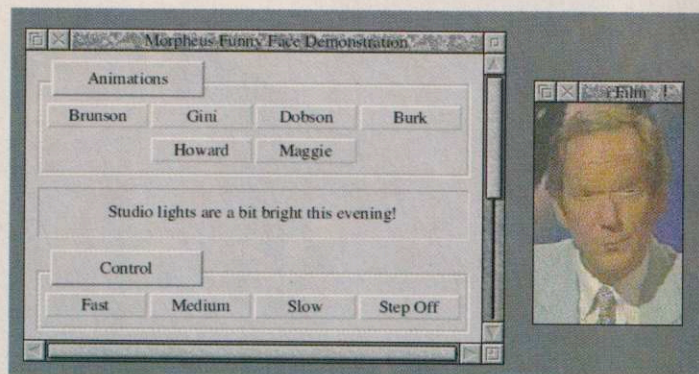 Morpheus Funny Face Demonstration
Animations
Brunson Gini Dobson Burk
Howard Maggie
Studio lights are a bit bright this evening!
Control
Fast Medium Slow Step Off